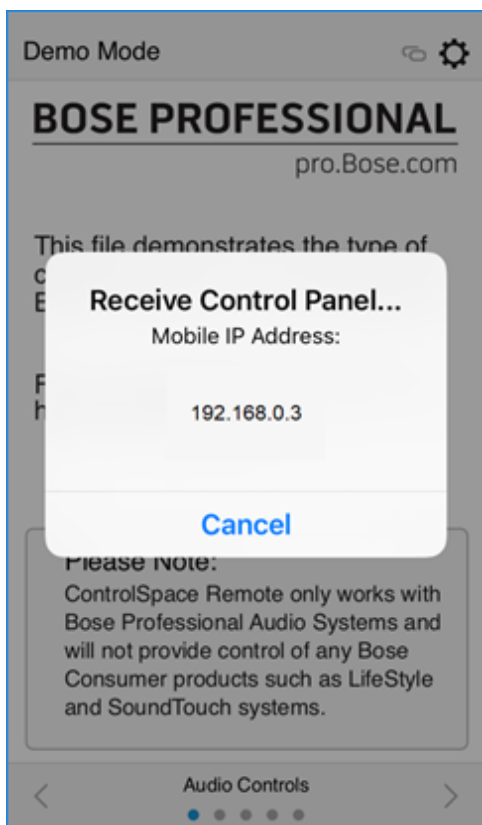 Demo Mode
BOSE PROFESSIONAL
pro.Bose.com
This file demonstrates the type of
Receive Control Panel...
Mobile IP Address:
192.168.0.3
Cancel
Please Note:
ControlSpace Remote only works with
Bose Professional Audio Systems and
will not provide control of any Bose
Consumer products such as LifeStyle
and SoundTouch systems.
Audio Controls